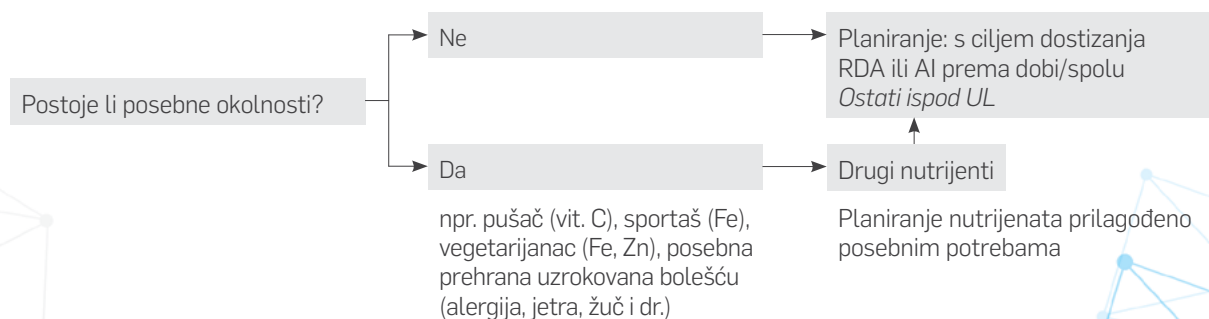 Postoje li posebne okolnosti?
Ne
Planiranje: s ciljem dostizanja
RDA ili AI prema dobi/spolu
Ostati ispod UL
Da
npr. pušač (vit. C), sportaš (Fe),
vegetarijanac (Fe, Zn), posebna
prehrana uzrokovana bolešću
(alergija, jetra, žuč i dr.)
Drugi nutrijenti
Planiranje nutrijenata prilagođeno
posebnim potrebama